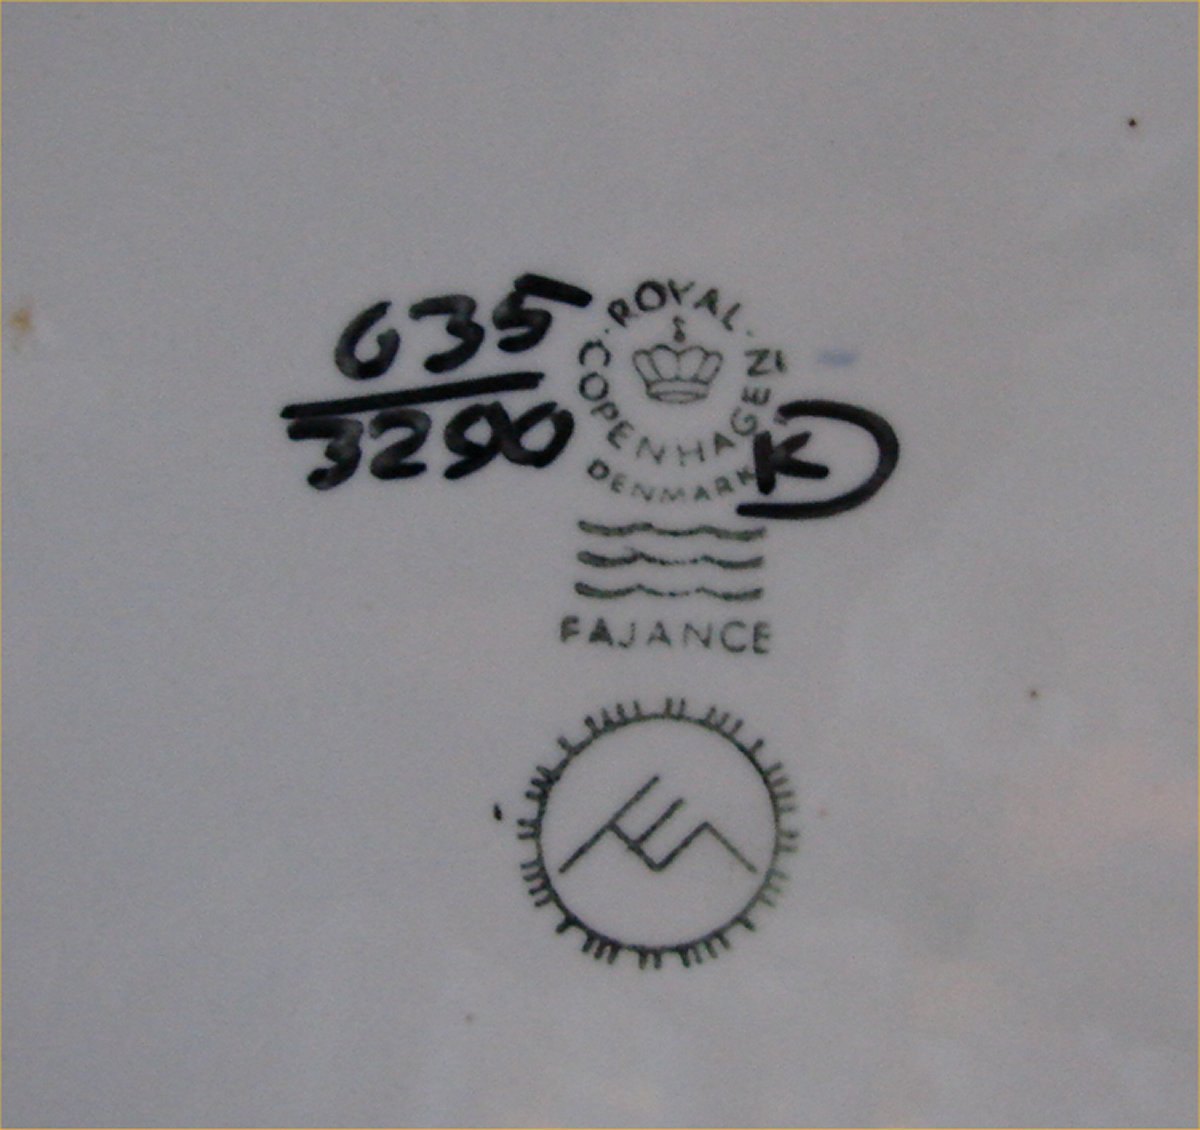 635
3290
ROYAL
COPENHAGEN
DENMARK
K
FAJANCE